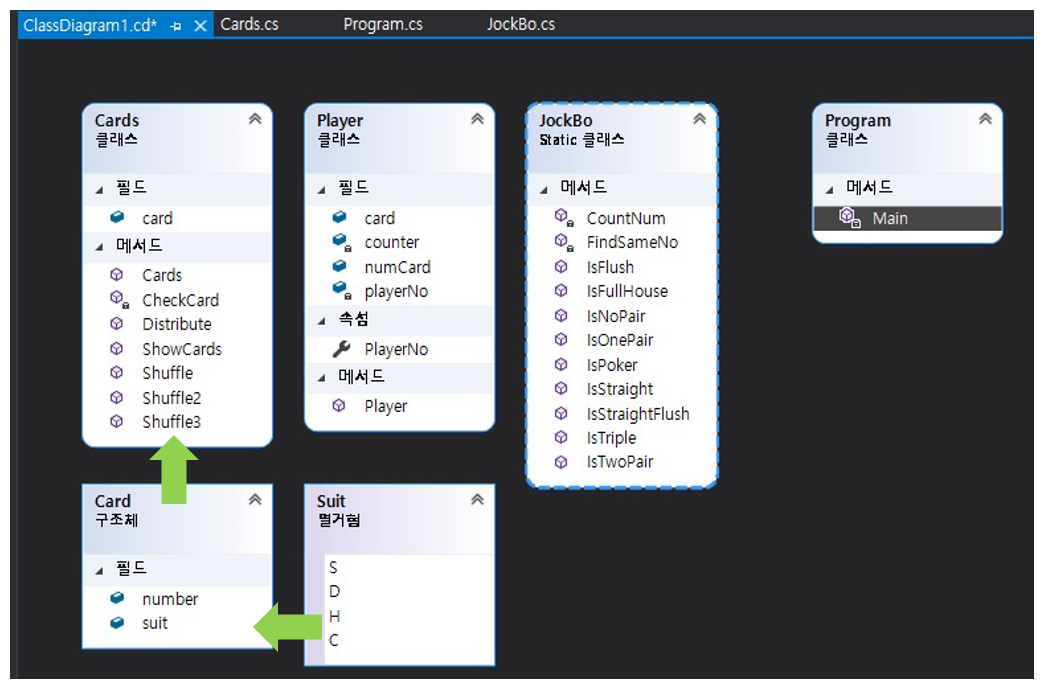 ClassDiagram1.cd* Cards.cs Program.cs JockBo.cs
Cards
클래스
필드
card
메서드
Cards
CheckCard
Distribute
ShowCards
Shuffle
Shuffle2
Shuffle3
Player
클래스
필드
card
counter
numCard
playerNo
속성
PlayerNo
메서드
Player
JockBo
Static 클래스
메서드
CountNum
FindSameNo
IsFlush
IsFullHouse
IsNoPair
IsOnePair
IsPoker
IsStraight
IsStraightFlush
IsTriple
IsTwoPair
Program
클래스
메서드
Main
Card
구조체
필드
number
suit
Suit
열거형
S
D
H
C